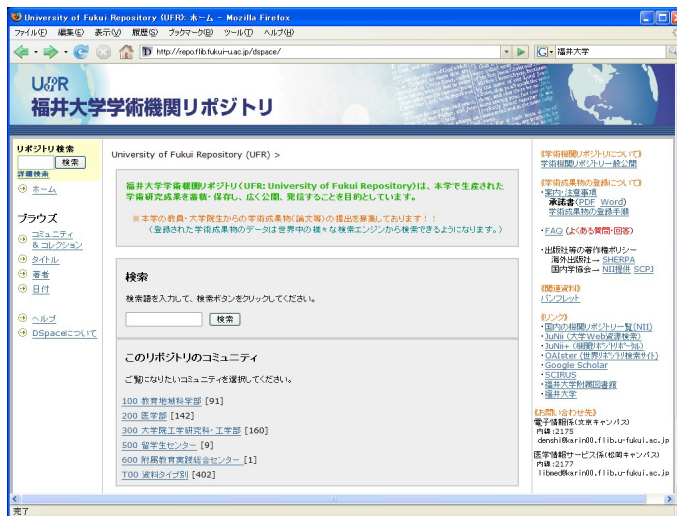 University of Fukui Repository (UFR): ホーム - Mozilla Firefox
ファイル(F) 編集(E) 表示(V) 履歴(S) ブックマーク(B) ツール(T) ヘルプ(H)
http://repo.flib.fukui-u.ac.jp/dspace/
福井大学
UFR
福井大学学術機関リポジトリ
リポジトリ検索
検索
詳細検索
ホーム
ブラウズ
コミュニティ
& コレクション
タイトル
著者
日付
ヘルプ
DSpaceについて
University of Fukui Repository (UFR) >
福井大学学術機関リポジトリ(UFR: University of Fukui Repository)は、本学で生産された
学術研究成果を蓄積・保存し、広く公開、発信することを目的としています。
※本学の教員・大学院生からの学術成果物(論文等)の提出を募集しております！！
(登録された学術成果物のデータは世界中の様々な検索エンジンから検索できるようになります。)
検索
検索語を入力して、検索ボタンをクリックしてください。
検索
このリポジトリのコミュニティ
ご覧になりたいコミュニティを選択してください。
100 教育地域科学部 [91]
200 医学部 [142]
300 大学院工学研究科・工学部 [160]
500 留学生センター [9]
600 附属教育実践総合センター [1]
T00 資料タイプ別 [402]
《学術機関リポジトリについて》
学術機関リポジトリ一般公開
《学術成果物の登録について》
・案内・注意事項
承諾書(PDF Word)
学術成果物の登録手順
・FAQ (よくある質問・回答)
・出版社等の著作権ポリシー
海外出版社→ SHERPA
国内学協会→ NII提供 SCPJ
《関連資料》
パンフレット
《リンク》
・国内の機関リポジトリ一覧(NII)
・JuNii (大学Web資源検索)
・JuNii+ (機関リポジトリポータル)
・OAIster (世界リポジトリ検索サイト)
・Google Scholar
・SCIRUS
・福井大学附属図書館
・福井大学
《お問い合わせ先》
電子情報係(文京キャンパス)
内線:2175
denshi@karin00.flib.u-fukui.ac.jp
医学情報サービス係(松岡キャンパス)
内線:2177
libmed@karin00.flib.u-fukui.ac.jp
完了